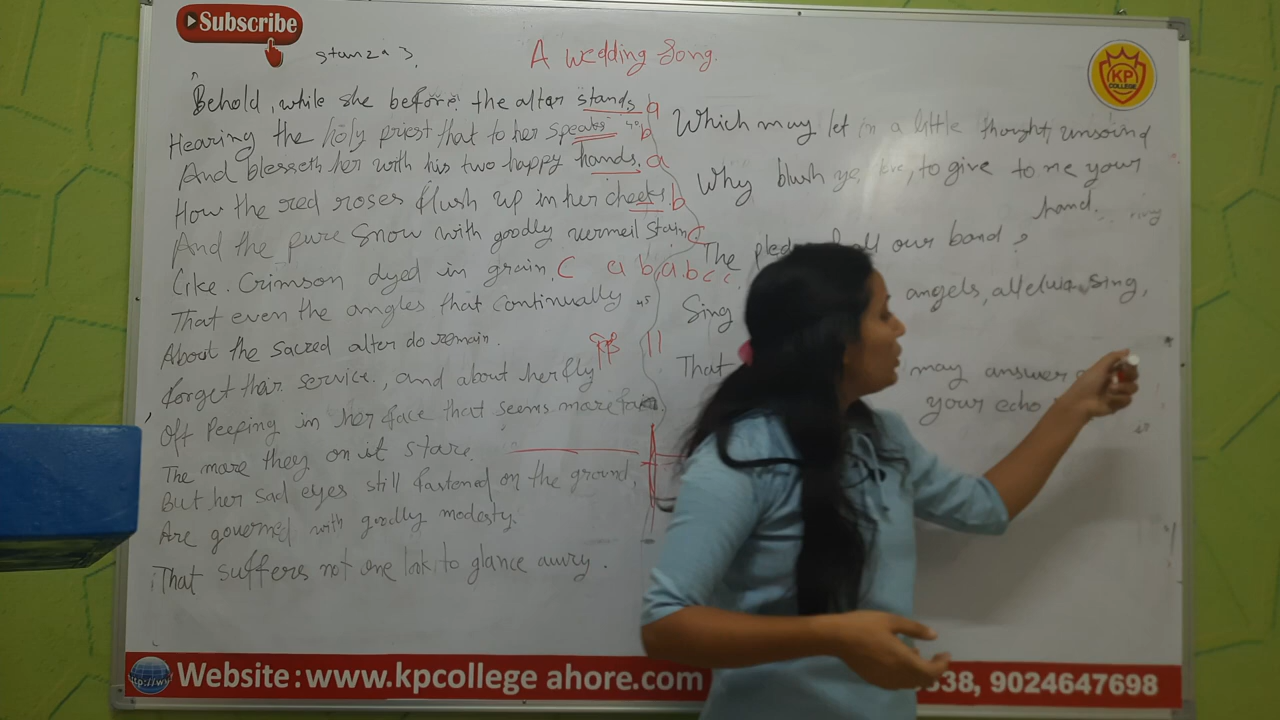 Subscribe
stanza 3
A wedding Song.
KP
COLLEGE
Behold, while she before the altar stands a
Hearing the holy priest that to her speaks 40 b
And blesseth her with his two happy hands. a
How the red roses flush up in her cheeks. b
And the pure snow with goodly vermeil stain c
Like Crimson dyed in grain. C a b a b c c
That even the angles that continually 45
About the sacred alter do remain.
forget their service, and about her fly
Oft Peeping in her face that seems more fair
The more they on it stare.
But her sad eyes still fastened on the ground,
Are governed with goodly modesty.
That suffers not one look to glance awry.
Which may let in a little thought, unsound
Why blush ye, love, to give to me your
hand. ring
The all our band ?
Sing angels, alleluia sing,
That may answer
your echo
Website:www.kpcollege ahore.com
38, 9024647698